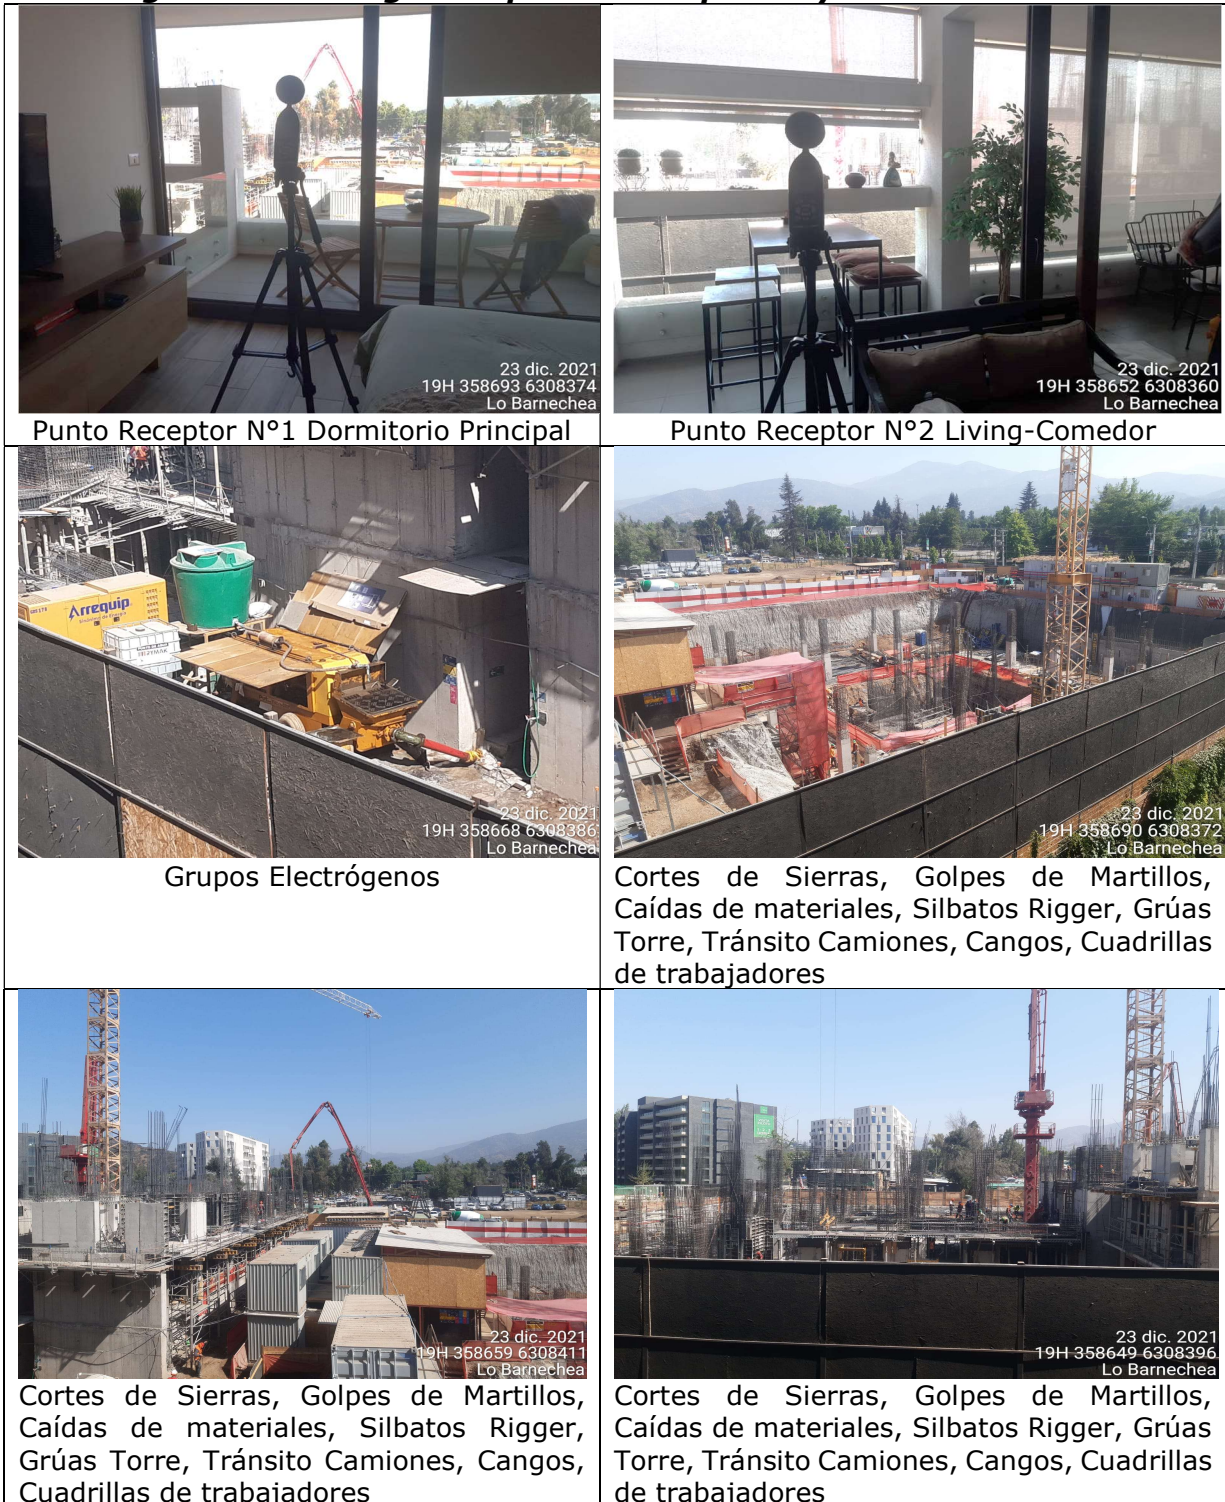 23 dic. 2021
19H 358693 6308374
Lo Barnechea
23 dic. 2021
19H 358652 6308360
Lo Barnechea
Punto Receptor N°1 Dormitorio Principal
Punto Receptor N°2 Living-Comedor
Arrequip
23 dic. 2021
19H 358668 6308386
Lo Barnechea
23 dic. 2021
19H 358690 6308372
Lo Barnechea
Grupos Electrógenos
Cortes de Sierras, Golpes de Martillos,
Caídas de materiales, Silbatos Rigger, Grúas
Torre, Tránsito Camiones, Cangos, Cuadrillas
de trabajadores
23 dic. 2021
19H 358659 6308411
Lo Barnechea
23 dic. 2021
19H 358649 6308396
Lo Barnechea
Cortes de Sierras, Golpes de Martillos,
Caídas de materiales, Silbatos Rigger,
Grúas Torre, Tránsito Camiones, Cangos,
Cuadrillas de trabajadores
Cortes de Sierras, Golpes de Martillos,
Caídas de materiales, Silbatos Rigger, Grúas
Torre, Tránsito Camiones, Cangos, Cuadrillas
de trabajadores